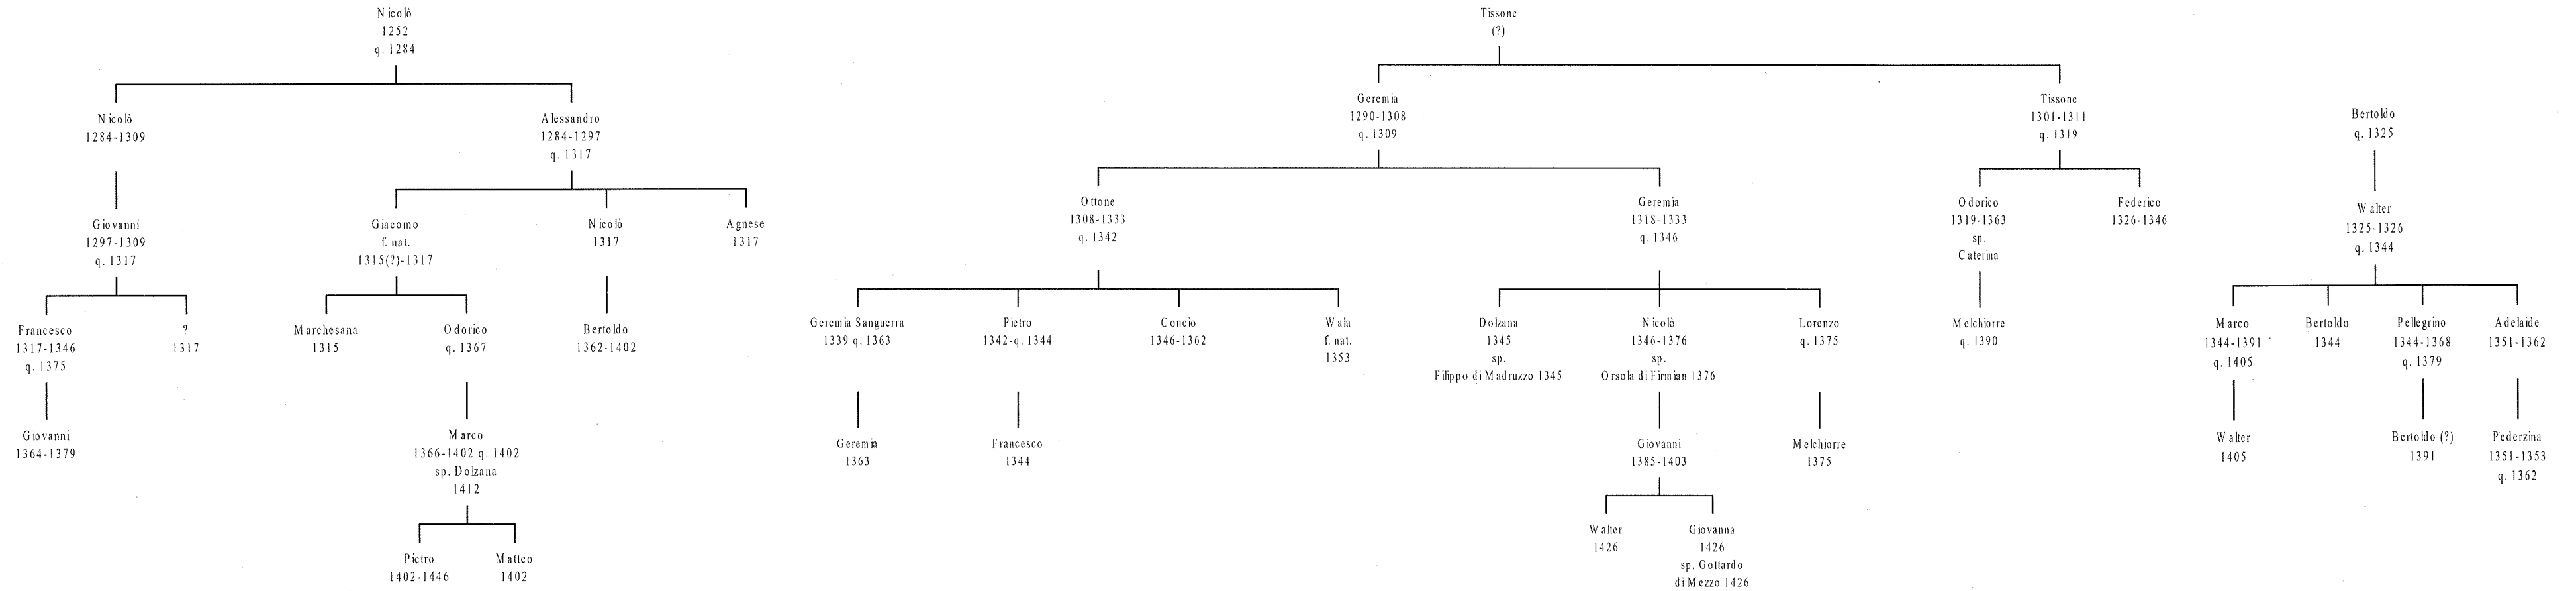 Nicolò
1252
q. 1284
Nicolò
1284-1309
Alessandro
1284-1297
q. 1317
Giovanni
1297-1309
q. 1317
Giacomo
f. nat.
1315(?)-1317
Nicolò
1317
Agnese
1317
Francesco
1317-1346
q. 1375
?
1317
Marchesana
1315
Odorico
q. 1367
Bertoldo
1362-1402
Giovanni
1364-1379
Marco
1366-1402 q. 1402
sp. Dolzana
1412
Pietro
1402-1446
Matteo
1402
Tissone
(?)
Geremia
1290-1308
q. 1309
Tissone
1301-1311
q. 1319
Ottone
1308-1333
q. 1342
Geremia
1318-1333
q. 1346
Odorico
1319-1363
sp.
Caterina
Federico
1326-1346
Geremia Sanguerra
1339 q. 1363
Pietro
1342-q. 1344
Concio
1346-1362
Wala
f. nat.
1353
Dolzana
1345
sp.
Filippo di Madruzzo 1345
Nicolò
1346-1376
sp.
Orsola di Firmian 1376
Lorenzo
q. 1375
Melchiorre
q. 1390
Geremia
1363
Francesco
1344
Giovanni
1385-1403
Melchiorre
1375
Walter
1426
Giovanna
1426
sp. Gottardo
di Mezzo 1426
Bertoldo
q. 1325
Walter
1325-1326
q. 1344
Marco
1344-1391
q. 1405
Bertoldo
1344
Pellegrino
1344-1368
q. 1379
Adelaide
1351-1362
Walter
1405
Bertoldo (?)
1391
Pederzina
1351-1353
q. 1362